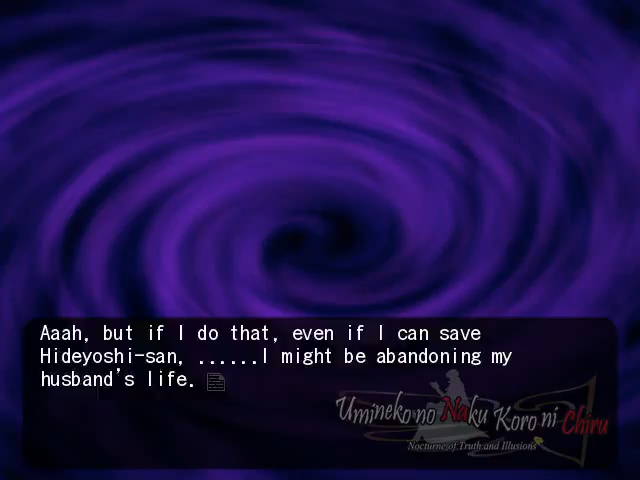 Aaah, but if I do that, even if I can save
Hideyoshi-san, ......I might be abandoning my
husband's life.
Umineko no Naku Koro ni Chiru
Nocturne of Truth and Illusions